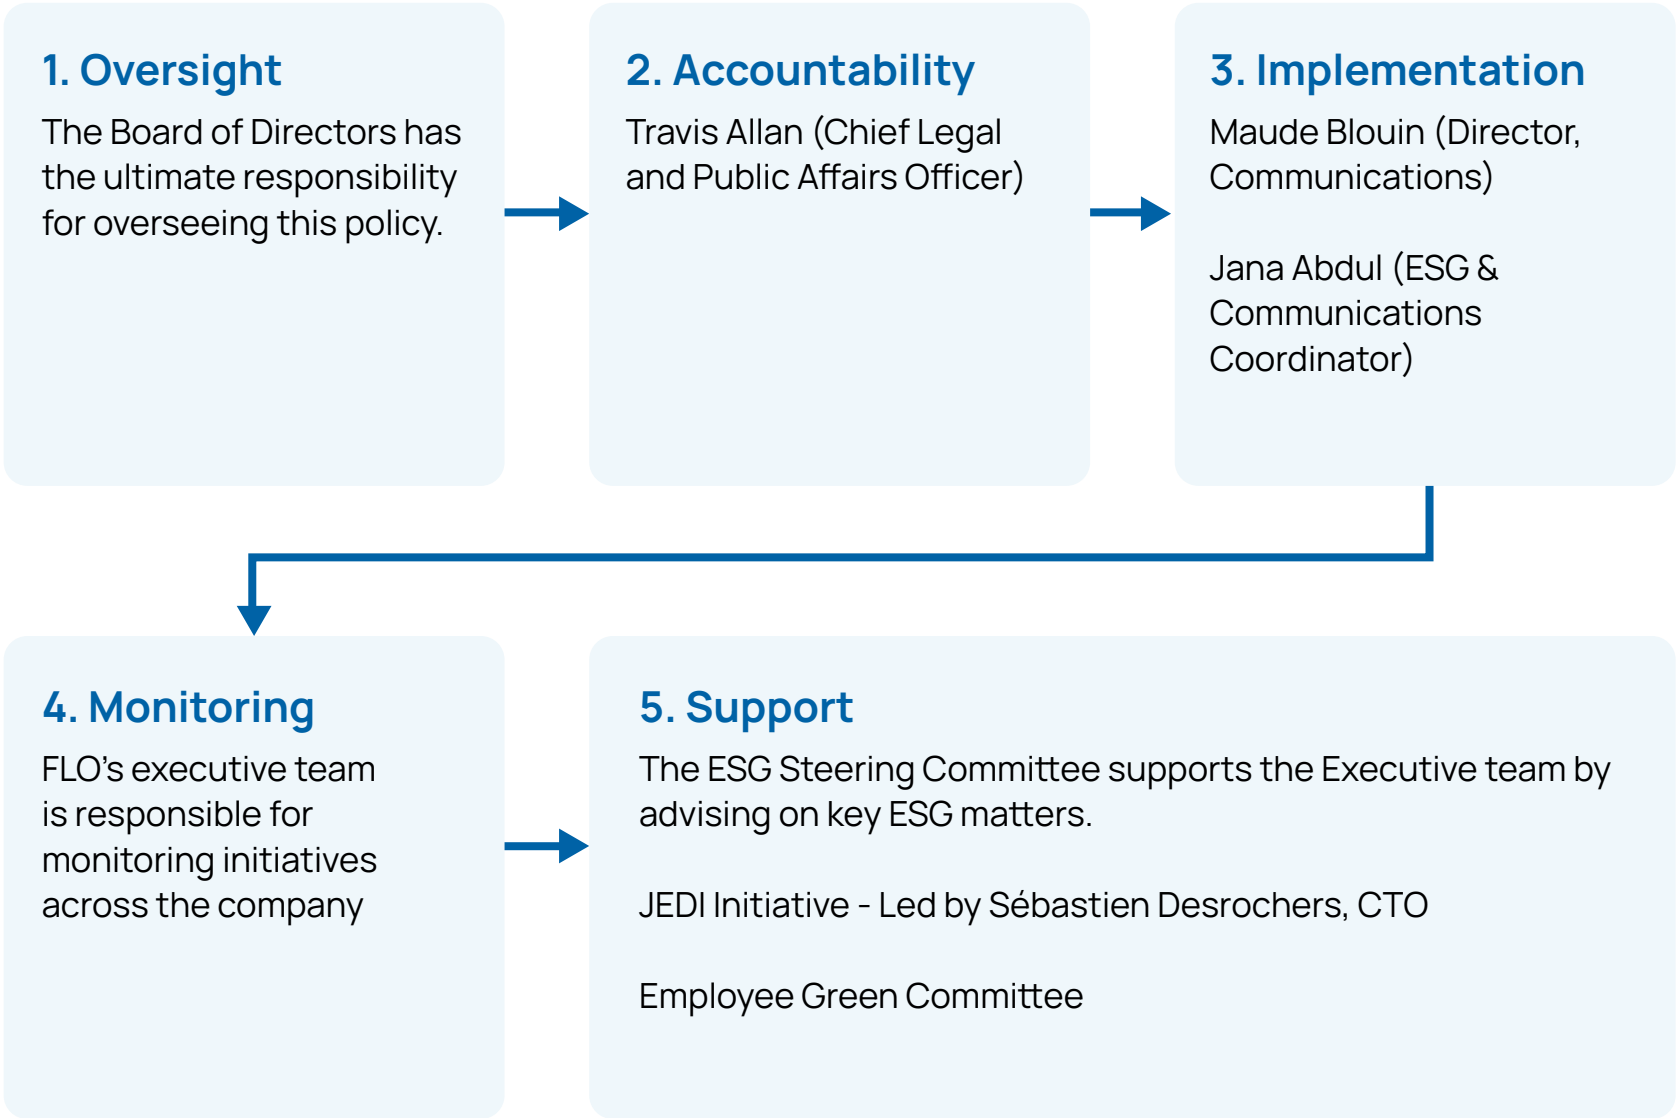 1. Oversight
The Board of Directors has
the ultimate responsibility
for overseeing this policy.
2. Accountability
Travis Allan (Chief Legal
and Public Affairs Officer)
3. Implementation
Maude Blouin (Director,
Communications)
Jana Abdul (ESG &
Communications
Coordinator)
4. Monitoring
FLO’s executive team
is responsible for
monitoring initiatives
across the company
5. Support
The ESG Steering Committee supports the Executive team by
advising on key ESG matters.
JEDI Initiative - Led by Sébastien Desrochers, CTO
Employee Green Committee